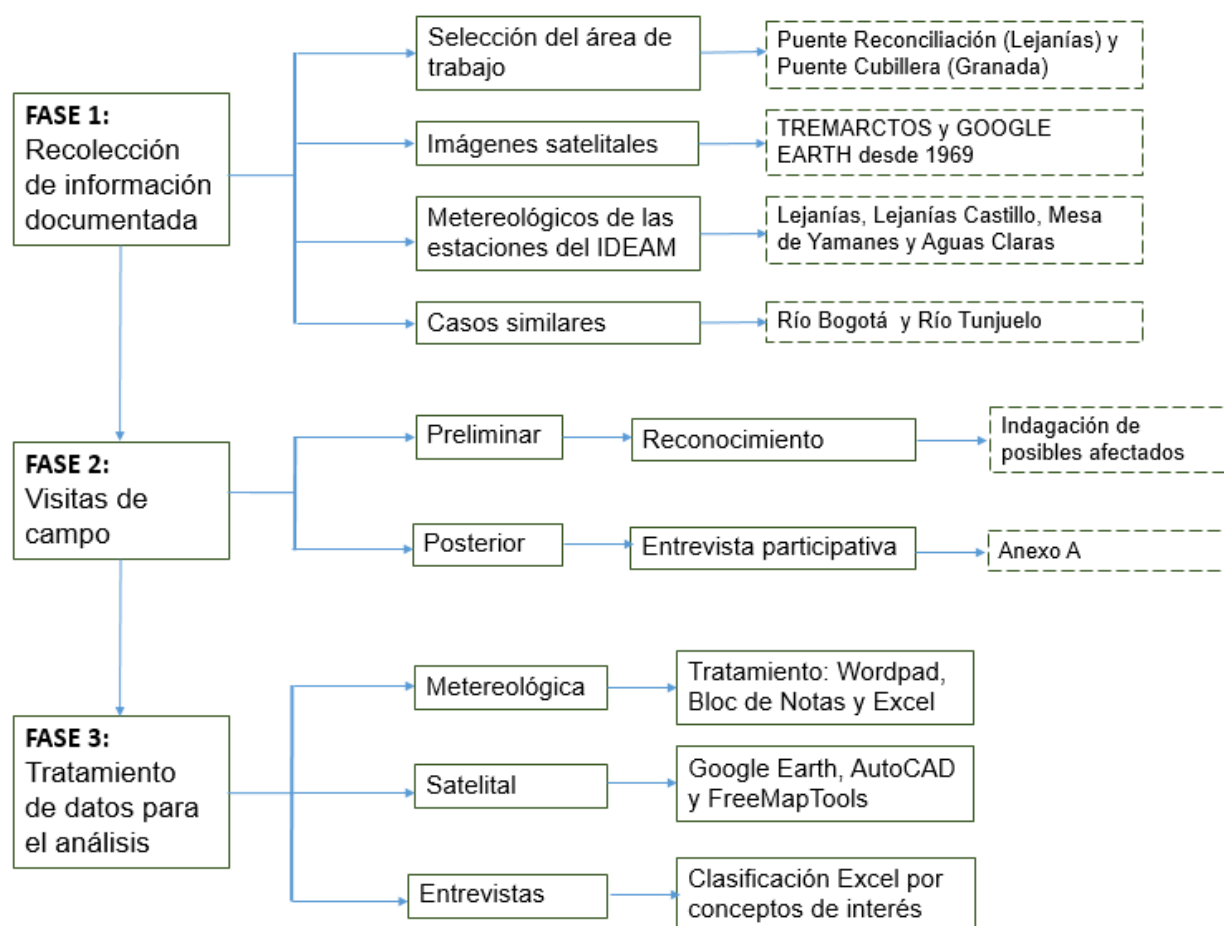 FASE 1:
Recolección
de información
documentada
Selección del área de
trabajo
Puente Reconciliación (Lejanías) y
Puente Cubillera (Granada)
Imágenes satelitales
TREMARCTOS y GOOGLE
EARTH desde 1969
Metereológicos de las
estaciones del IDEAM
Lejanías, Lejanías Castillo, Mesa
de Yamanes y Aguas Claras
Casos similares
Río Bogotá y Río Tunjuelo
FASE 2:
Visitas de
campo
Preliminar
Reconocimiento
Indagación de
posibles afectados
Posterior
Entrevista participativa
Anexo A
FASE 3:
Tratamiento
de datos para
el análisis
Metereológica
Tratamiento: Wordpad,
Bloc de Notas y Excel
Satelital
Google Earth, AutoCAD
y FreeMapTools
Entrevistas
Clasificación Excel por
conceptos de interés